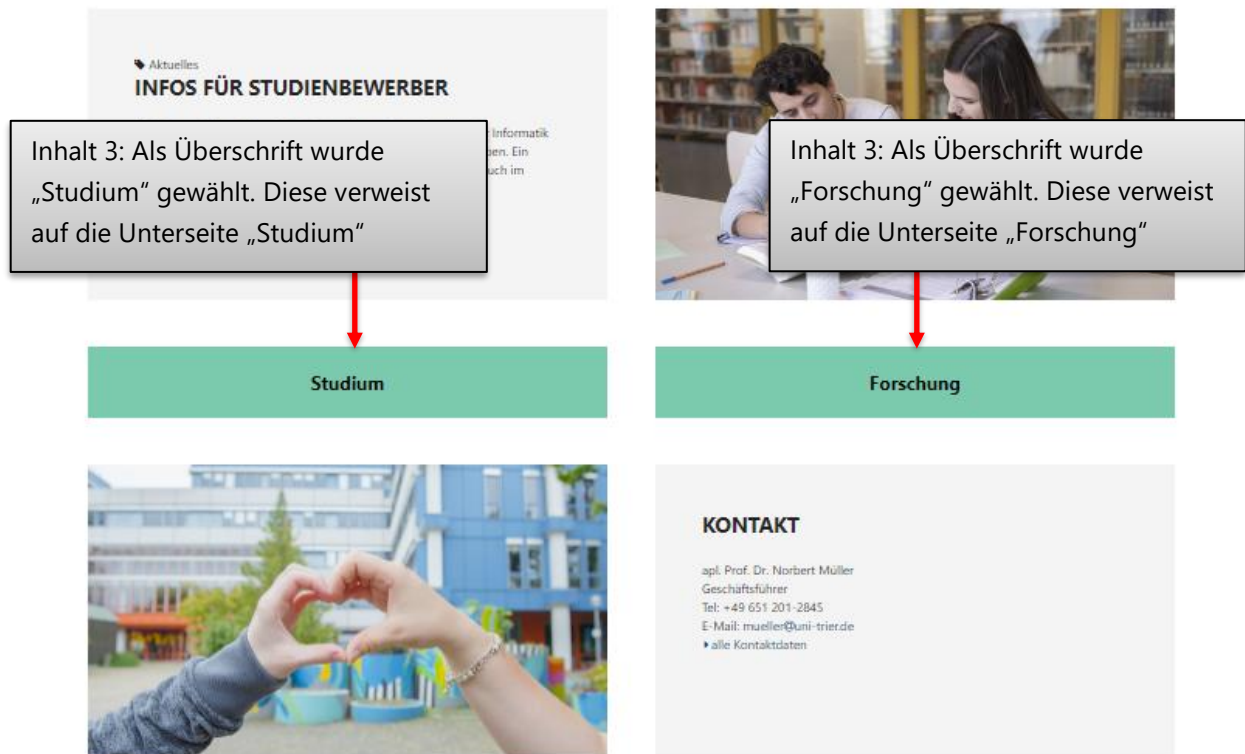 Aktuelles
INFOS FÜR STUDIENBEWERBER
Informatik
Ein
im
Inhalt 3: Als Überschrift wurde
„Studium“ gewählt. Diese verweist
auf die Unterseite „Studium“
Inhalt 3: Als Überschrift wurde
„Forschung“ gewählt. Diese verweist
auf die Unterseite „Forschung“
Studium
Forschung
KONTAKT
apl. Prof. Dr. Norbert Müller
Geschäftsführer
Tel: +49 651 201-2845
E-Mail: mueller@uni-trier.de
alle Kontaktdaten